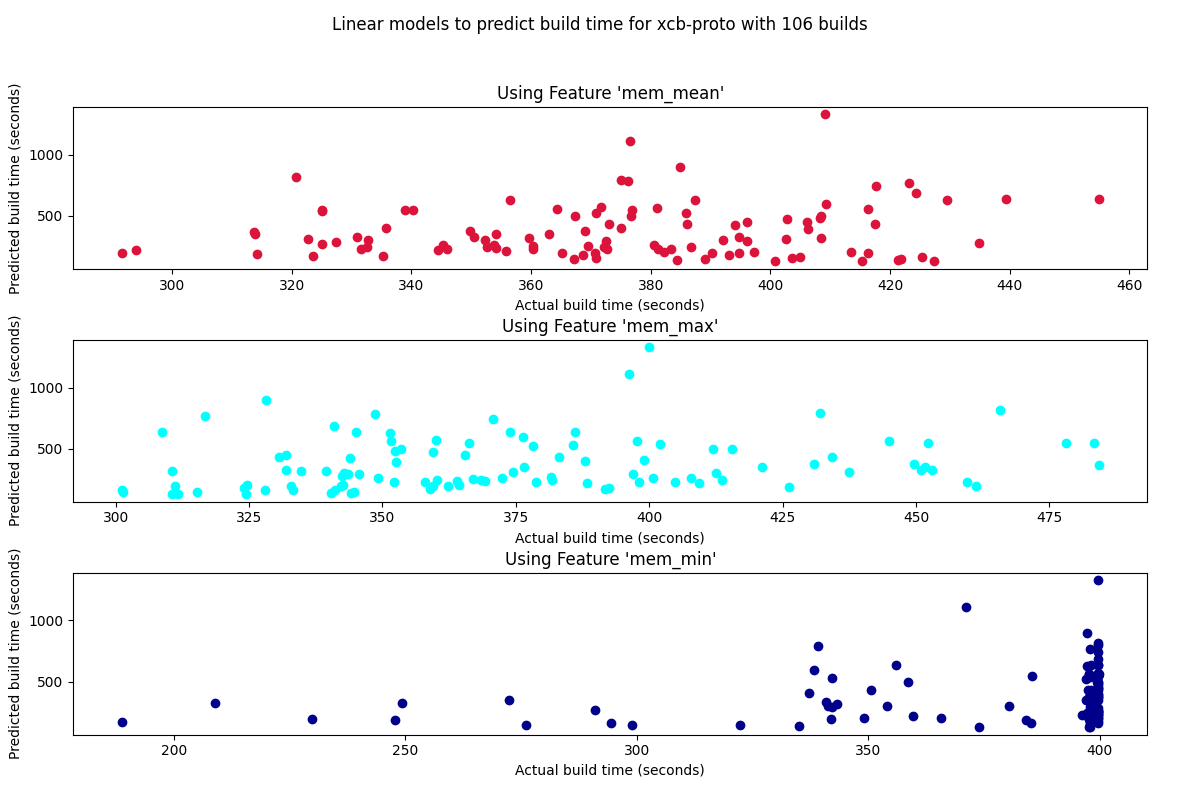 Linear models to predict build time for xcb-proto with 106 builds
Using Feature 'mem_mean'
Predicted build time (seconds)
1000
500
300 320 340 360 380 400 420 440 460
Actual build time (seconds)
Using Feature 'mem_max'
Predicted build time (seconds)
1000
500
300 325 350 375 400 425 450 475
Actual build time (seconds)
Using Feature 'mem_min'
Predicted build time (seconds)
1000
500
200 250 300 350 400
Actual build time (seconds)